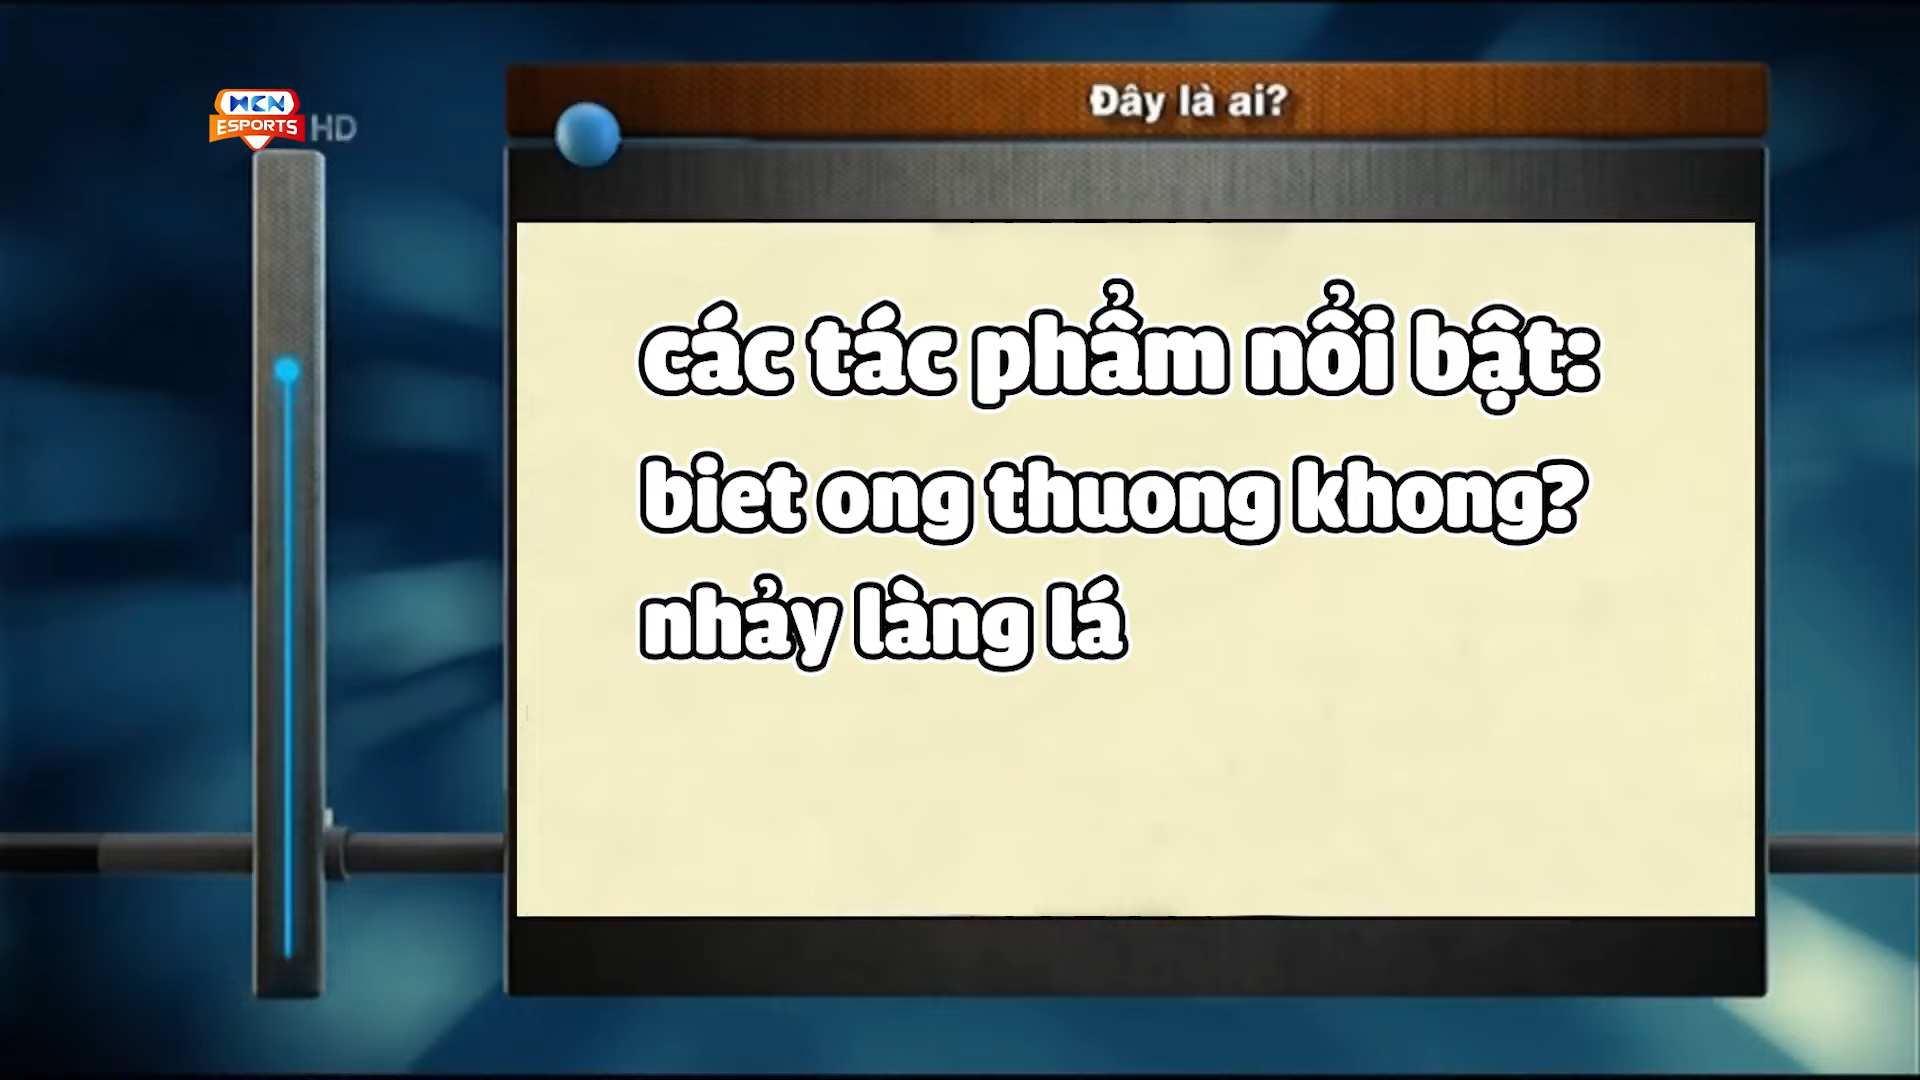 MCN
ESPORTS HD
Đây là ai?
các tác phẩm nổi bật:
biet ong thuong khong?
nhảy làng lá